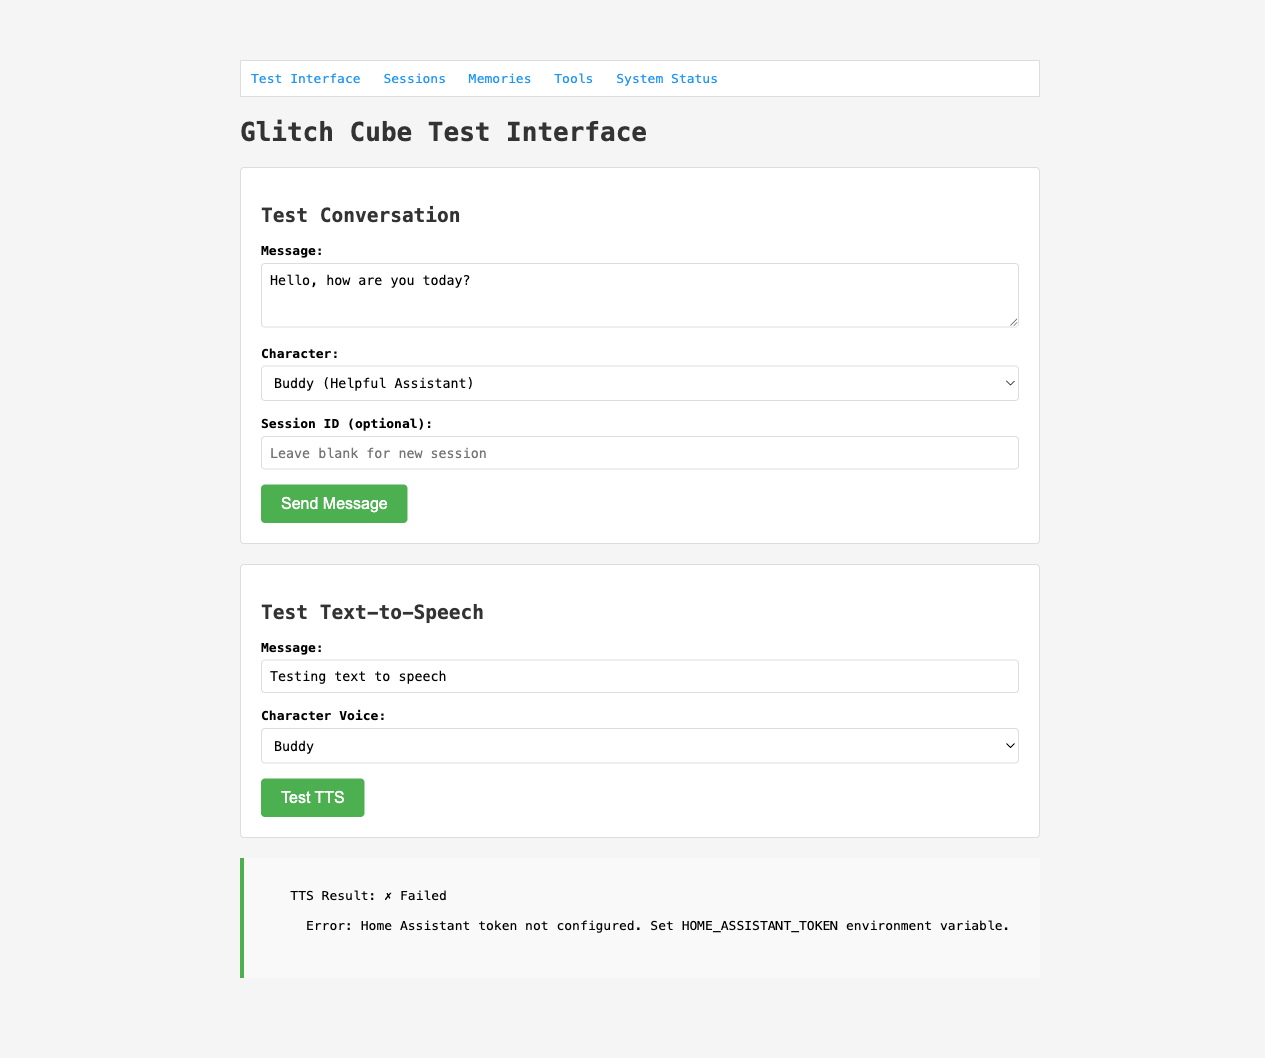 Test Interface Sessions Memories Tools System Status
Glitch Cube Test Interface
Test Conversation
Message:
Hello, how are you today?
Character:
Buddy (Helpful Assistant)
Session ID (optional):
Leave blank for new session
Send Message
Test Text-to-Speech
Message:
Testing text to speech
Character Voice:
Buddy
Test TTS
TTS Result: ✗ Failed
Error: Home Assistant token not configured. Set HOME_ASSISTANT_TOKEN environment variable.